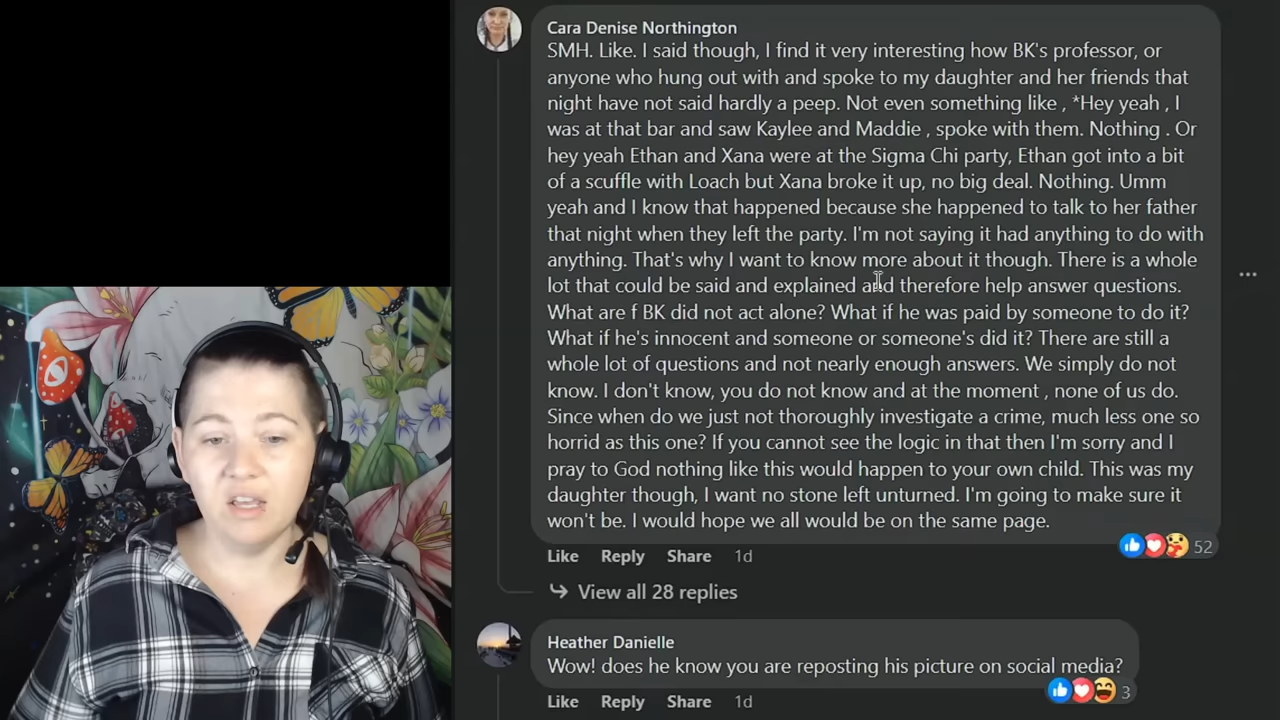 Cara Denise Northington
SMH. Like. I said though, I find it very interesting how BK's professor, or
anyone who hung out with and spoke to my daughter and her friends that
night have not said hardly a peep. Not even something like , *Hey yeah , I
was at that bar and saw Kaylee and Maddie , spoke with them. Nothing . Or
hey yeah Ethan and Xana were at the Sigma Chi party, Ethan got into a bit
of a scuffle with Loach but Xana broke it up, no big deal. Nothing. Umm
yeah and I know that happened because she happened to talk to her father
that night when they left the party. I'm not saying it had anything to do with
anything. That's why I want to know more about it though. There is a whole
lot that could be said and explained and therefore help answer questions.
What are f BK did not act alone? What if he was paid by someone to do it?
What if he's innocent and someone or someone's did it? There are still a
whole lot of questions and not nearly enough answers. We simply do not
know. I don't know, you do not know and at the moment , none of us do.
Since when do we just not thoroughly investigate a crime, much less one so
horrid as this one? If you cannot see the logic in that then I'm sorry and I
pray to God nothing like this would happen to your own child. This was my
daughter though, I want no stone left unturned. I'm going to make sure it
won't be. I would hope we all would be on the same page.
52
Like Reply Share 1d
View all 28 replies
Heather Danielle
Wow! does he know you are reposting his picture on social media?
3
Like Reply Share 1d